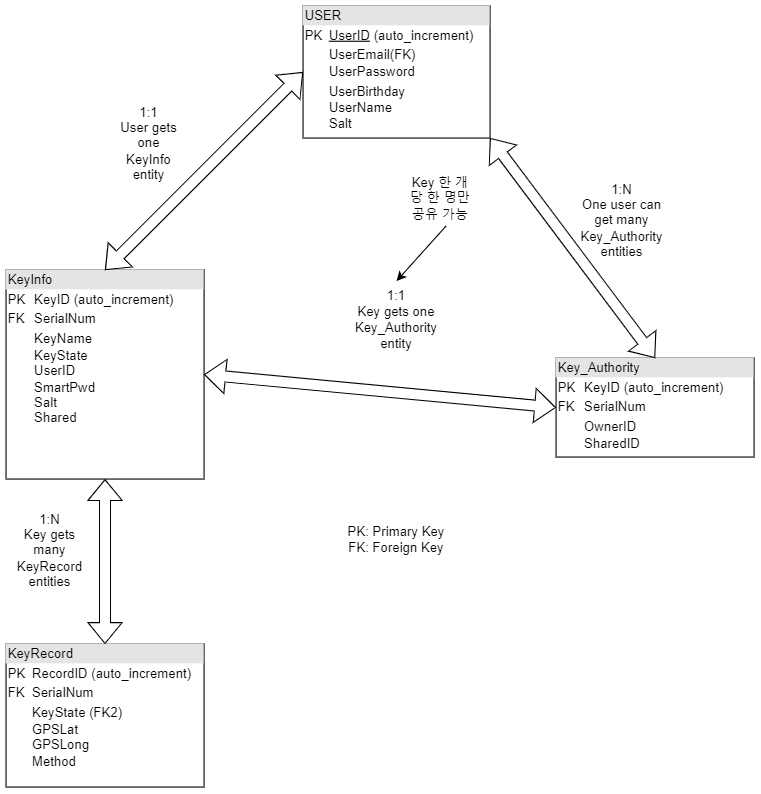 USER
PK UserID (auto_increment)
UserEmail(FK)
UserPassword
UserBirthday
UserName
Salt
1:1
User gets
one
KeyInfo
entity
Key 한 개
당 한 명만
공유 가능
1:N
One user can
get many
Key_Authority
entities
KeyInfo
PK KeyID (auto_increment)
FK SerialNum
KeyName
KeyState
UserID
SmartPwd
Salt
Shared
1:1
Key gets one
Key_Authority
entity
Key_Authority
PK KeyID (auto_increment)
FK SerialNum
OwnerID
SharedID
1:N
Key gets
many
KeyRecord
entities
PK: Primary Key
FK: Foreign Key
KeyRecord
PK RecordID (auto_increment)
FK SerialNum
KeyState (FK2)
GPSLat
GPSLong
Method